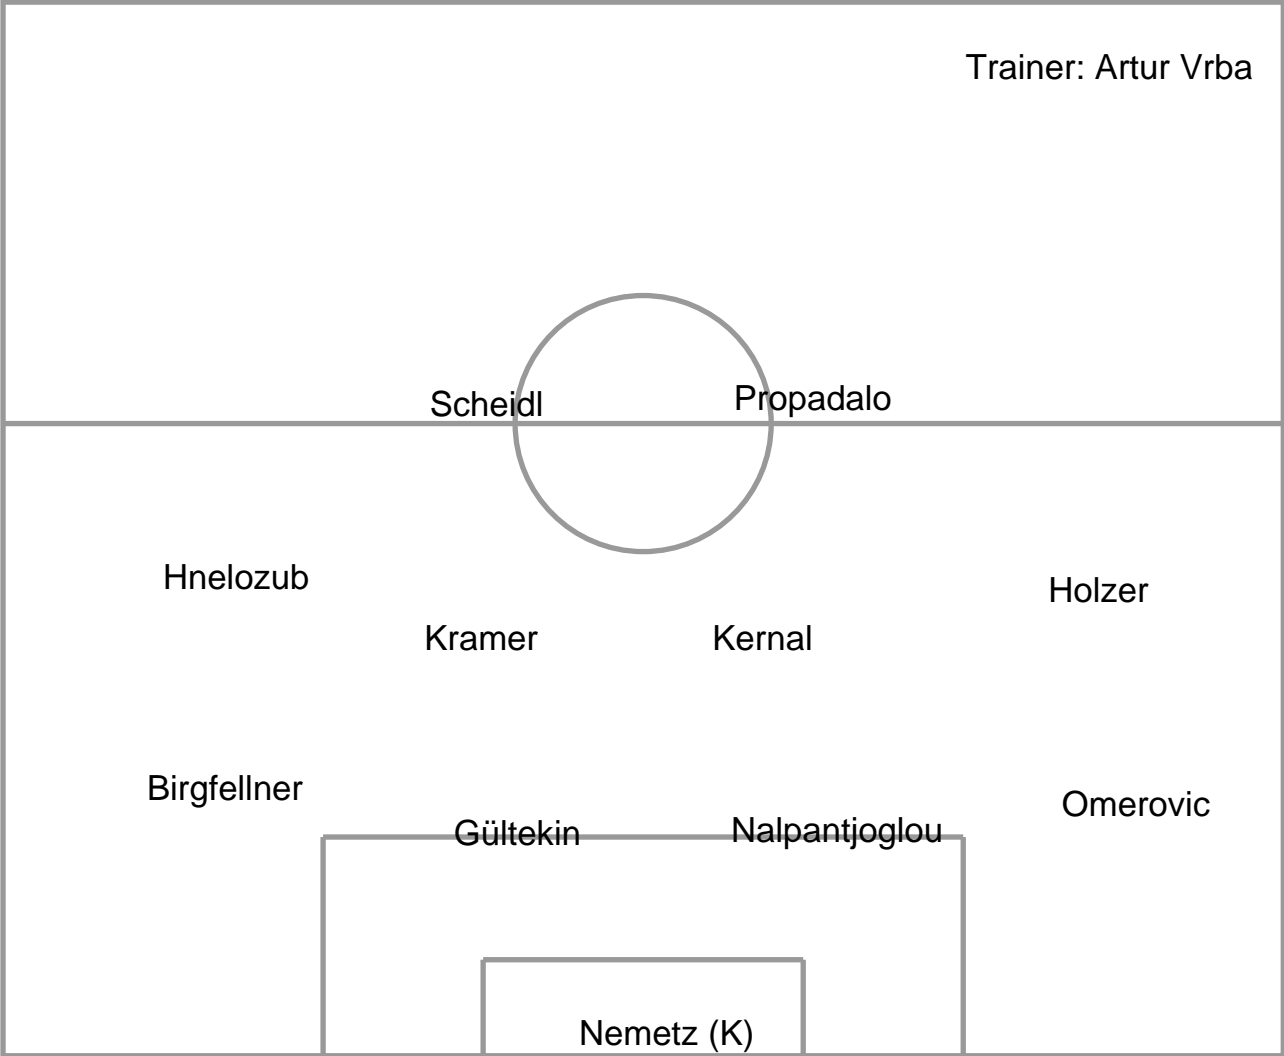 Trainer: Artur Vrba
Scheidl
Propadalo
Hnelozub
Holzer
Kramer
Kernal
Birgfellner
Omerovic
Gültekin
Nalpantjoglou
Nemetz (K)